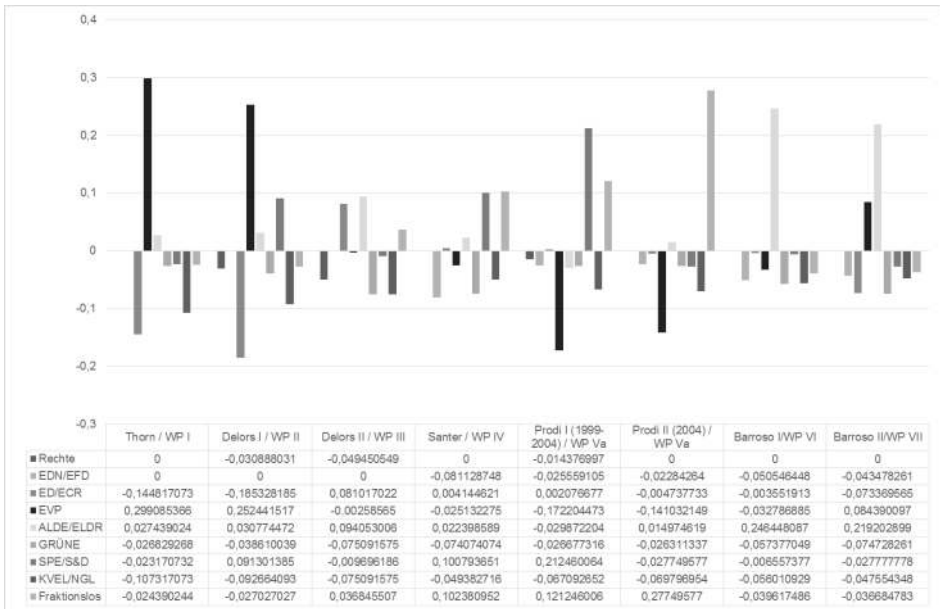 0,4
0,3
0,2
0,1
0
-0,1
-0,2
-0,3
Thorn / WP I Delors I / WP II Delors II / WP III Santer / WP IV Prodi I (1999-2004) / WP Va Prodi II (2004) / WP Va Barroso I/WP VI Barroso II/WP VII
Rechte 0 -0,030888031 -0,049450549 0 -0,014376997 0 0 0
EDN/EFD 0 0 0 -0,081128748 -0,025559105 -0,02284264 -0,050546448 -0,043478261
ED/ECR -0,144817073 -0,185328185 0,081017022 0,004144621 0,002076677 -0,004737733 -0,003551913 -0,073369565
EVP 0,299085366 0,252441517 -0,00258565 -0,025132275 -0,172204473 -0,141032149 -0,032786885 0,084390097
ALDE/ELDR 0,027439024 0,030774472 0,094053006 0,022398589 -0,029872204 0,014974619 0,246448087 0,219202899
GRÜNE -0,026829268 -0,038610039 -0,075091575 -0,074074074 -0,026677316 -0,026311337 -0,057377049 -0,074728261
SPE/S&D -0,023170732 0,091301385 -0,009696186 0,100793651 0,212460064 -0,027749577 -0,006557377 -0,027777778
KVEL/NGL -0,107317073 -0,092664093 -0,075091575 -0,049382716 -0,067092652 -0,069796954 -0,056010929 -0,047554348
Fraktionslos -0,024390244 -0,027027027 0,036845507 0,102380952 0,121246006 0,27749577 -0,039617486 -0,036684783